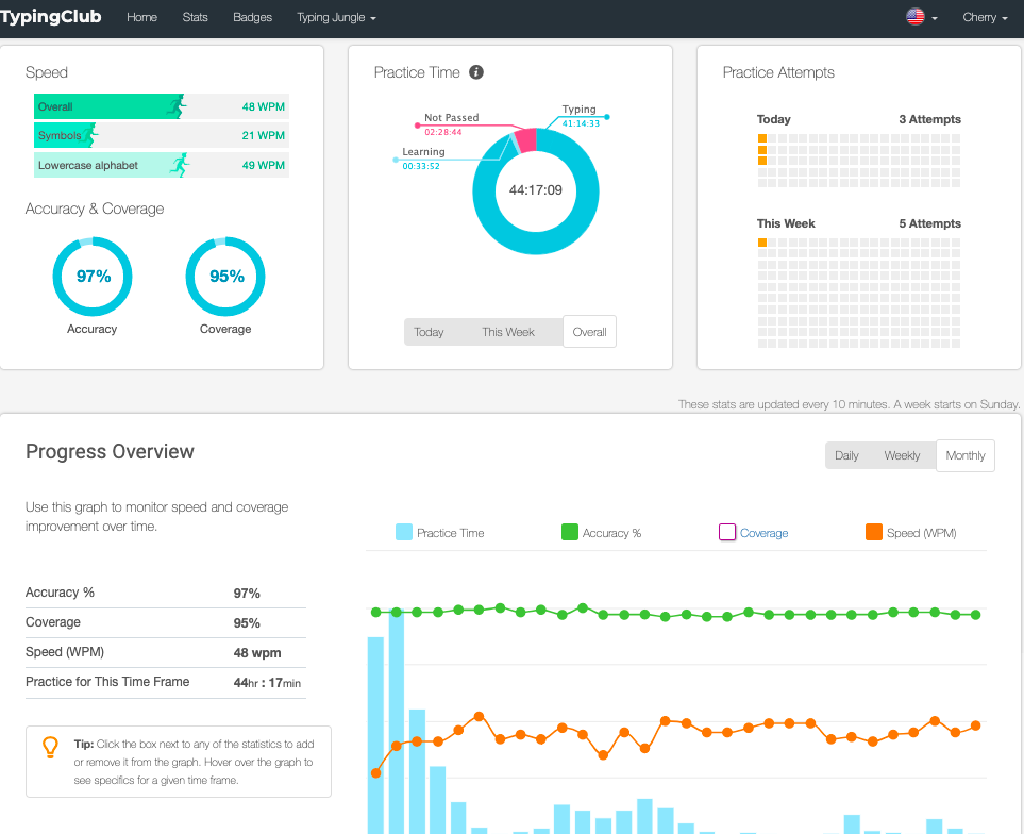 TypingClub Home Stats Badges Typing Jungle Cherry
Speed
Overall 48 WPM
Symbols 21 WPM
Lowercase alphabet 49 WPM
Accuracy & Coverage
97% 95%
Accuracy Coverage
Practice Time i
Typing
41:14:33
Not Passed
02:28:44
Learning
00:33:52
44:17:09
Today This Week Overall
Practice Attempts
Today 3 Attempts
This Week 5 Attempts
These stats are updated every 10 minutes. A week starts on Sunday.
Progress Overview
Daily Weekly Monthly
Use this graph to monitor speed and coverage
improvement over time.
Practice Time Accuracy % Coverage Speed (WPM)
Accuracy % 97%
Coverage 95%
Speed (WPM) 48 wpm
Practice for This Time Frame 44hr : 17min
Tip: Click the box next to any of the statistics to add
or remove it from the graph. Hover over the graph to
see specifics for a given time frame.